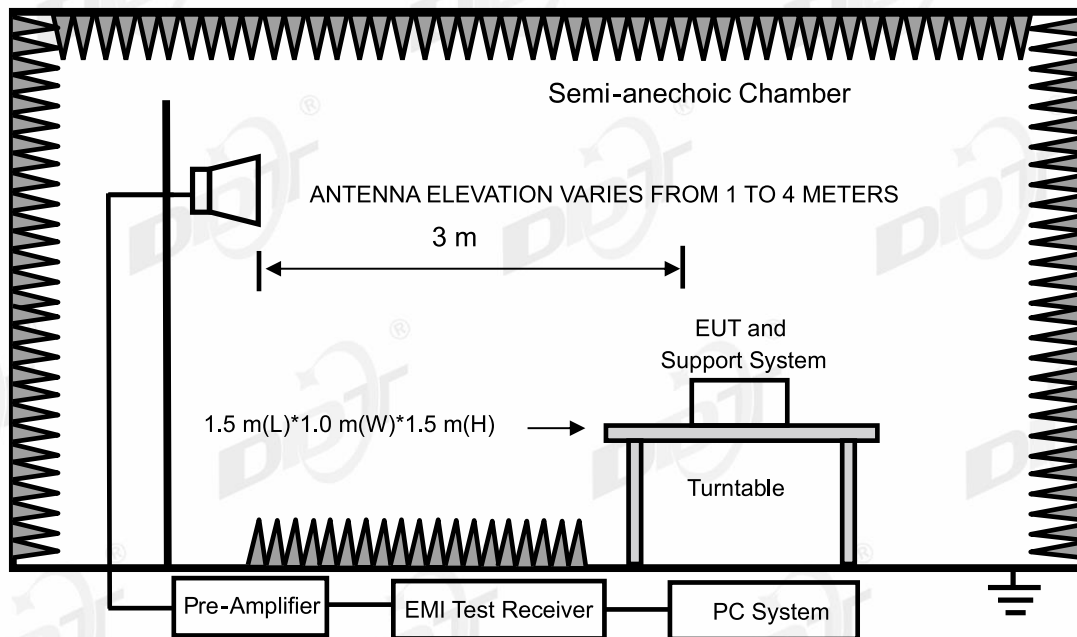 Semi-anechoic Chamber
ANTENNA ELEVATION VARIES FROM 1 TO 4 METERS
3 m
EUT and
Support System
1.5 m(L)*1.0 m(W)*1.5 m(H)
Turntable
Pre-Amplifier
EMI Test Receiver
PC System
DDT®